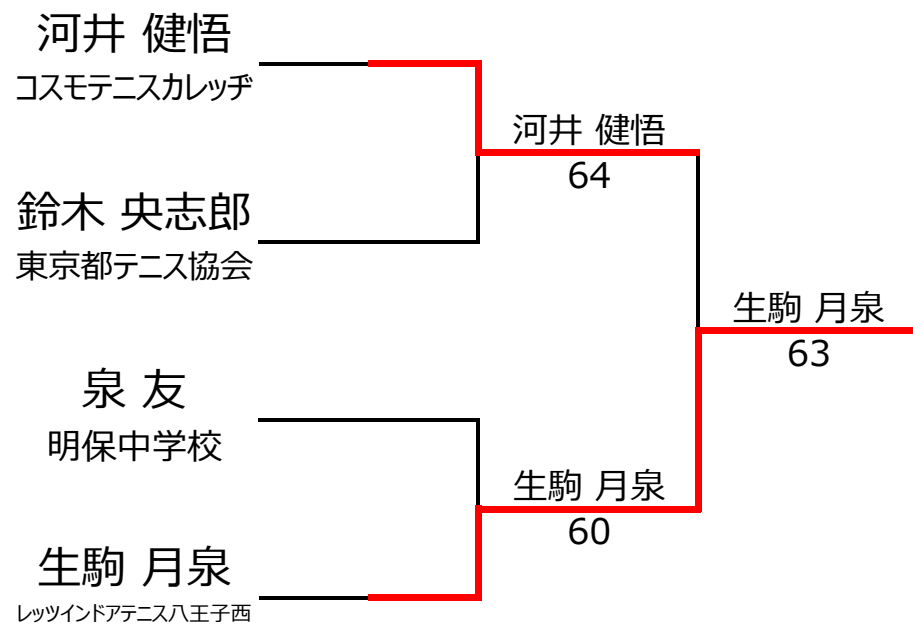 河井 健悟
コスモテニスカレッヂ
河井 健悟
64
鈴木 央志郎
東京都テニス協会
生駒 月泉
63
泉 友
明保中学校
生駒 月泉
60
生駒 月泉
レッツインドアテニス八王子西